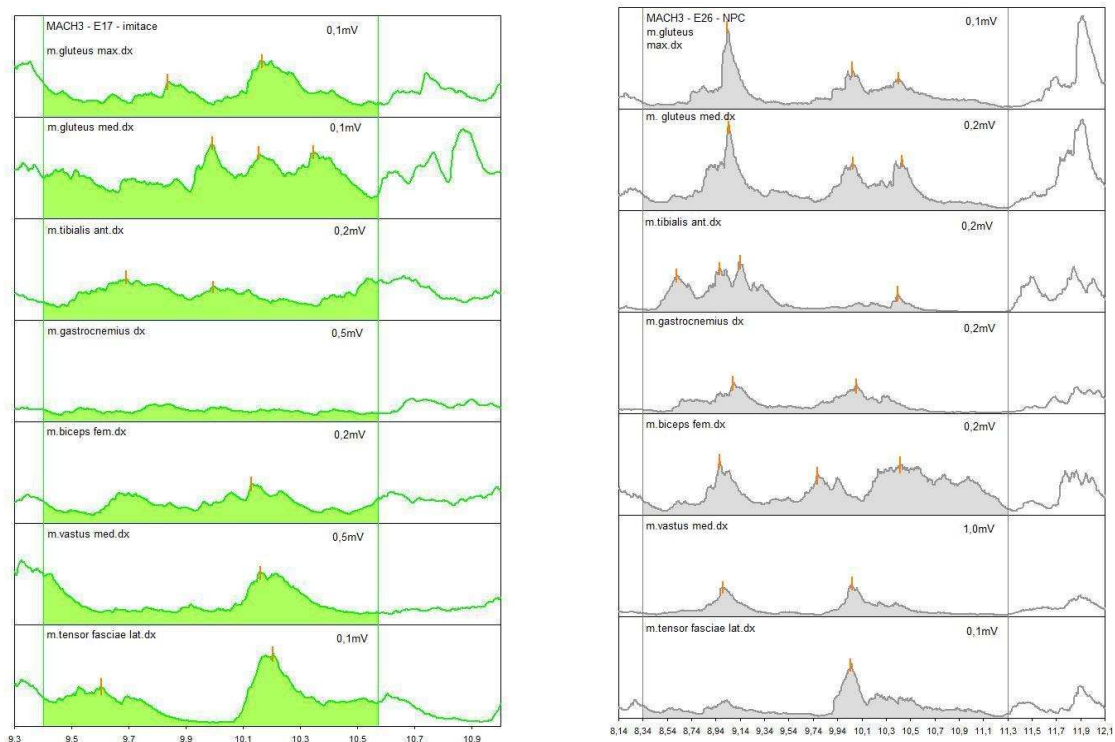 MACH3 - E17 - imitace
0,1mV
m.gluteus max.dx
m.gluteus med.dx
0,1mV
m.tibialis ant.dx
0,2mV
m.gastrocnemius dx
0,5mV
m.biceps fem.dx
0,2mV
m.vastus med.dx
0,5mV
m.tensor fasciae lat.dx
0,1mV
9.3 9.5 9.7 9.9 10.1 10.3 10.5 10.7 10.9
MACH3 - E26 - NPC
0,1mV
m.gluteus
max.dx
m. gluteus med.dx
0,2mV
m.tibialis ant.dx
0,2mV
m.gastrocnemius dx
0,2mV
m.biceps fem.dx
0,2mV
m.vastus med.dx
1,0mV
m.tensor fasciae lat.dx
0,1mV
8,14 8,34 8,54 8,74 8,94 9,14 9,34 9,54 9,74 9,94 10,1 10,3 10,5 10,7 10,9 11,1 11,3 11,5 11,7 11,9 12,1